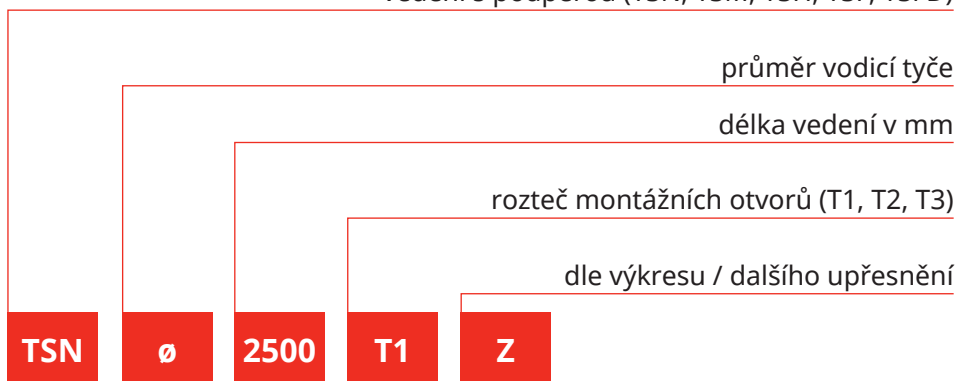 průměr vodicí tyče
délka vedení v mm
rozteč montážních otvorů (T1, T2, T3)
dle výkresu / dalšího upřesnění
TSN ø 2500 T1 Z